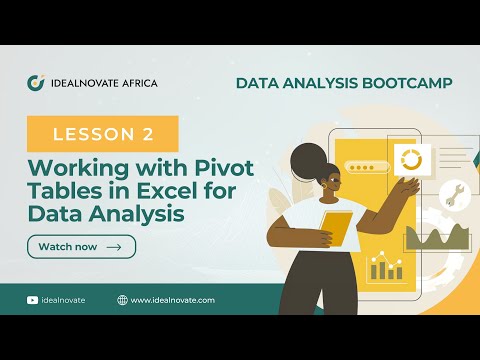 IDEALNOVATE AFRICA
DATA ANALYSIS BOOTCAMP
LESSON 2
Working with Pivot
Tables in Excel for
Data Analysis
Watch now
idealnovate
www.idealnovate.com